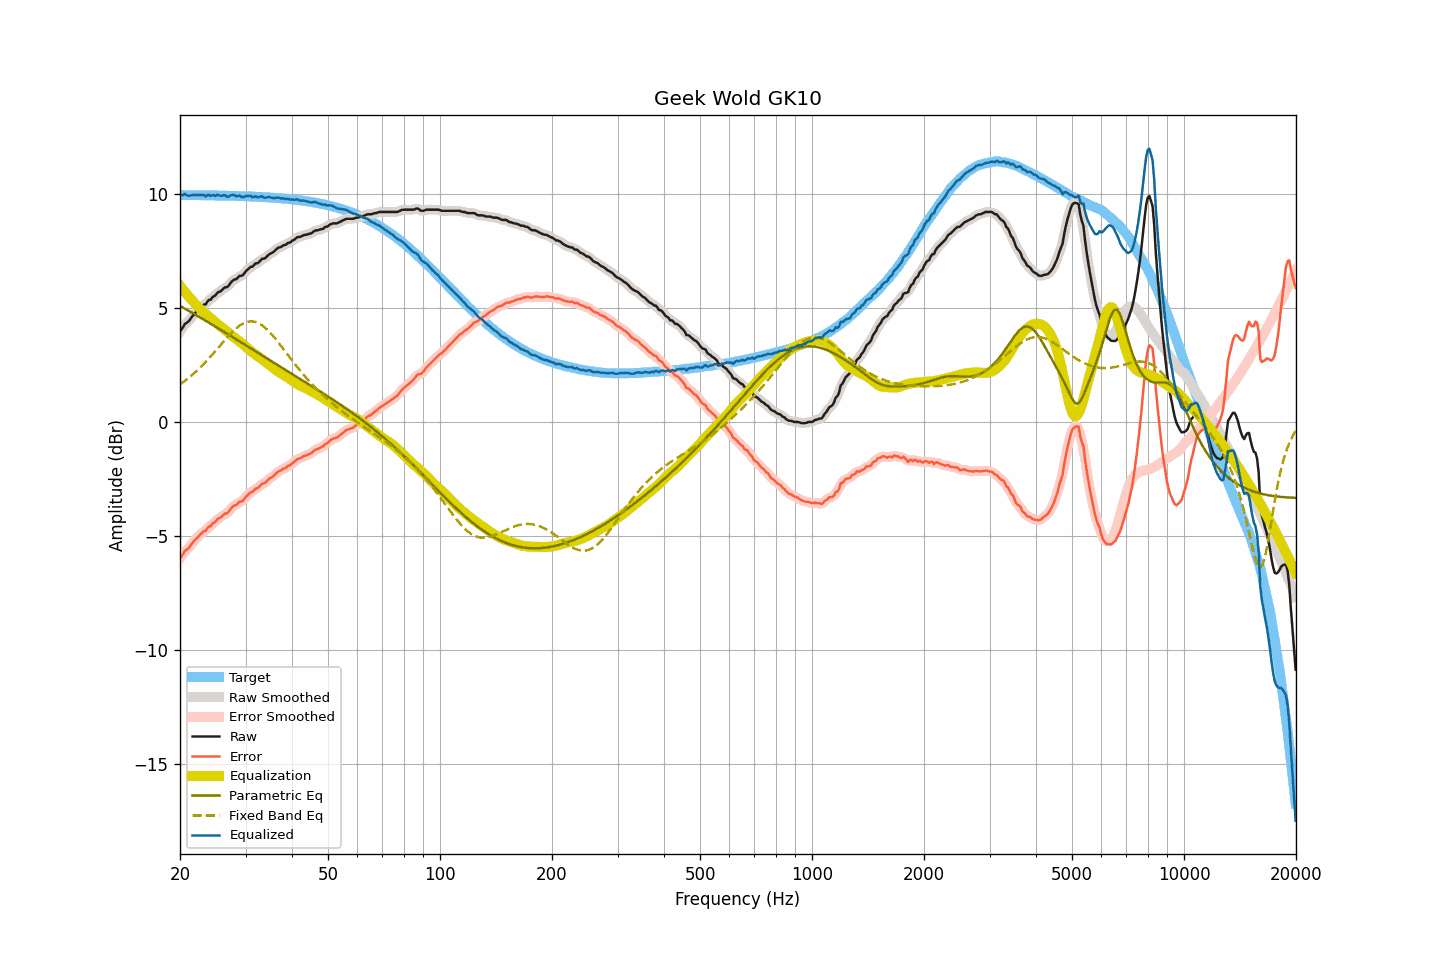 Geek Wold GK10
Amplitude (dBr)
10
5
0
−5
−10
−15
Target
Raw Smoothed
Error Smoothed
Raw
Error
Equalization
Parametric Eq
Fixed Band Eq
Equalized
20 50 100 200 500 1000 2000 5000 10000 20000
Frequency (Hz)